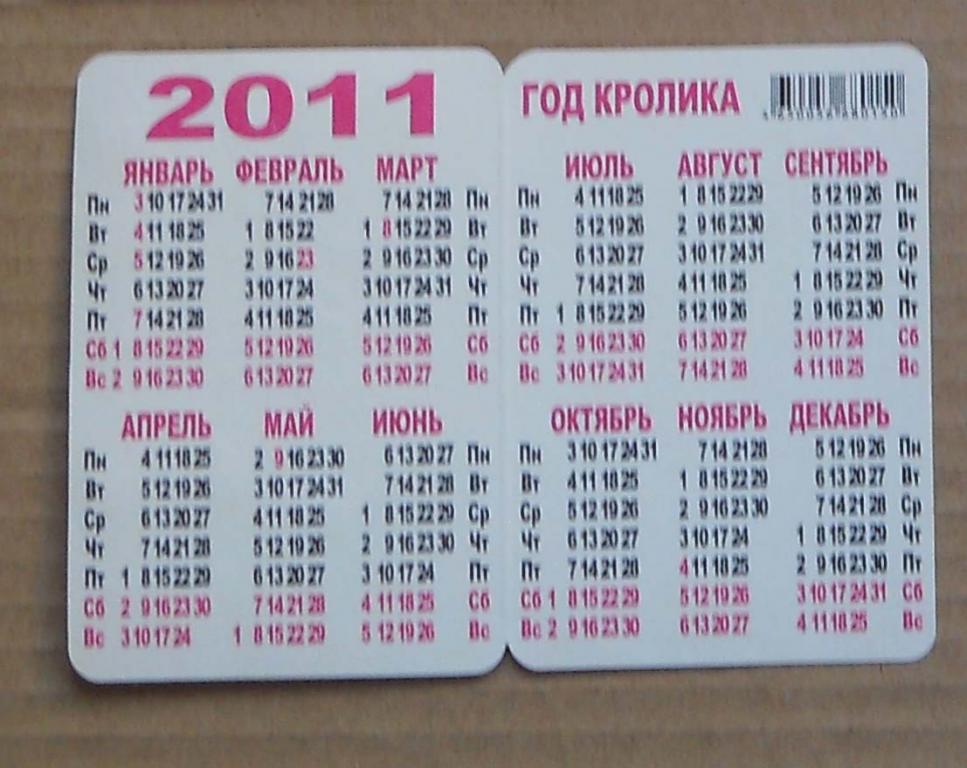 2011
ЯНВАРЬ ФЕВРАЛЬ МАРТ
Пн 3 10 17 24 31 7 14 21 28 7 14 21 28 Пн
Вт 4 11 18 25 1 8 15 22 1 8 15 22 29 Вт
Ср 5 12 19 26 2 9 16 23 2 9 16 23 30 Ср
Чт 6 13 20 27 3 10 17 24 3 10 17 24 31 Чт
Пт 7 14 21 28 4 11 18 25 4 11 18 25 Пт
Сб 1 8 15 22 29 5 12 19 26 5 12 19 26 Сб
Вс 2 9 16 23 30 6 13 20 27 6 13 20 27 Вс
АПРЕЛЬ МАЙ ИЮНЬ
Пн 4 11 18 25 2 9 16 23 30 6 13 20 27 Пн
Вт 5 12 19 26 3 10 17 24 31 7 14 21 28 Вт
Ср 6 13 20 27 4 11 18 25 1 8 15 22 29 Ср
Чт 7 14 21 28 5 12 19 26 2 9 16 23 30 Чт
Пт 1 8 15 22 29 6 13 20 27 3 10 17 24 Пт
Сб 2 9 16 23 30 7 14 21 28 4 11 18 25 Сб
Вс 3 10 17 24 1 8 15 22 29 5 12 19 26 Вс
ГОД КРОЛИКА
ИЮЛЬ АВГУСТ СЕНТЯБРЬ
Пн 4 11 18 25 1 8 15 22 29 5 12 19 26 Пн
Вт 5 12 19 26 2 9 16 23 30 6 13 20 27 Вт
Ср 6 13 20 27 3 10 17 24 31 7 14 21 28 Ср
Чт 7 14 21 28 4 11 18 25 1 8 15 22 29 Чт
Пт 1 8 15 22 29 5 12 19 26 2 9 16 23 30 Пт
Сб 2 9 16 23 30 6 13 20 27 3 10 17 24 Сб
Вс 3 10 17 24 31 7 14 21 28 4 11 18 25 Вс
ОКТЯБРЬ НОЯБРЬ ДЕКАБРЬ
Пн 3 10 17 24 31 7 14 21 28 5 12 19 26 Пн
Вт 4 11 18 25 1 8 15 22 29 6 13 20 27 Вт
Ср 5 12 19 26 2 9 16 23 30 7 14 21 28 Ср
Чт 6 13 20 27 3 10 17 24 1 8 15 22 29 Чт
Пт 7 14 21 28 4 11 18 25 2 9 16 23 30 Пт
Сб 1 8 15 22 29 5 12 19 26 3 10 17 24 31 Сб
Вс 2 9 16 23 30 6 13 20 27 4 11 18 25 Вс